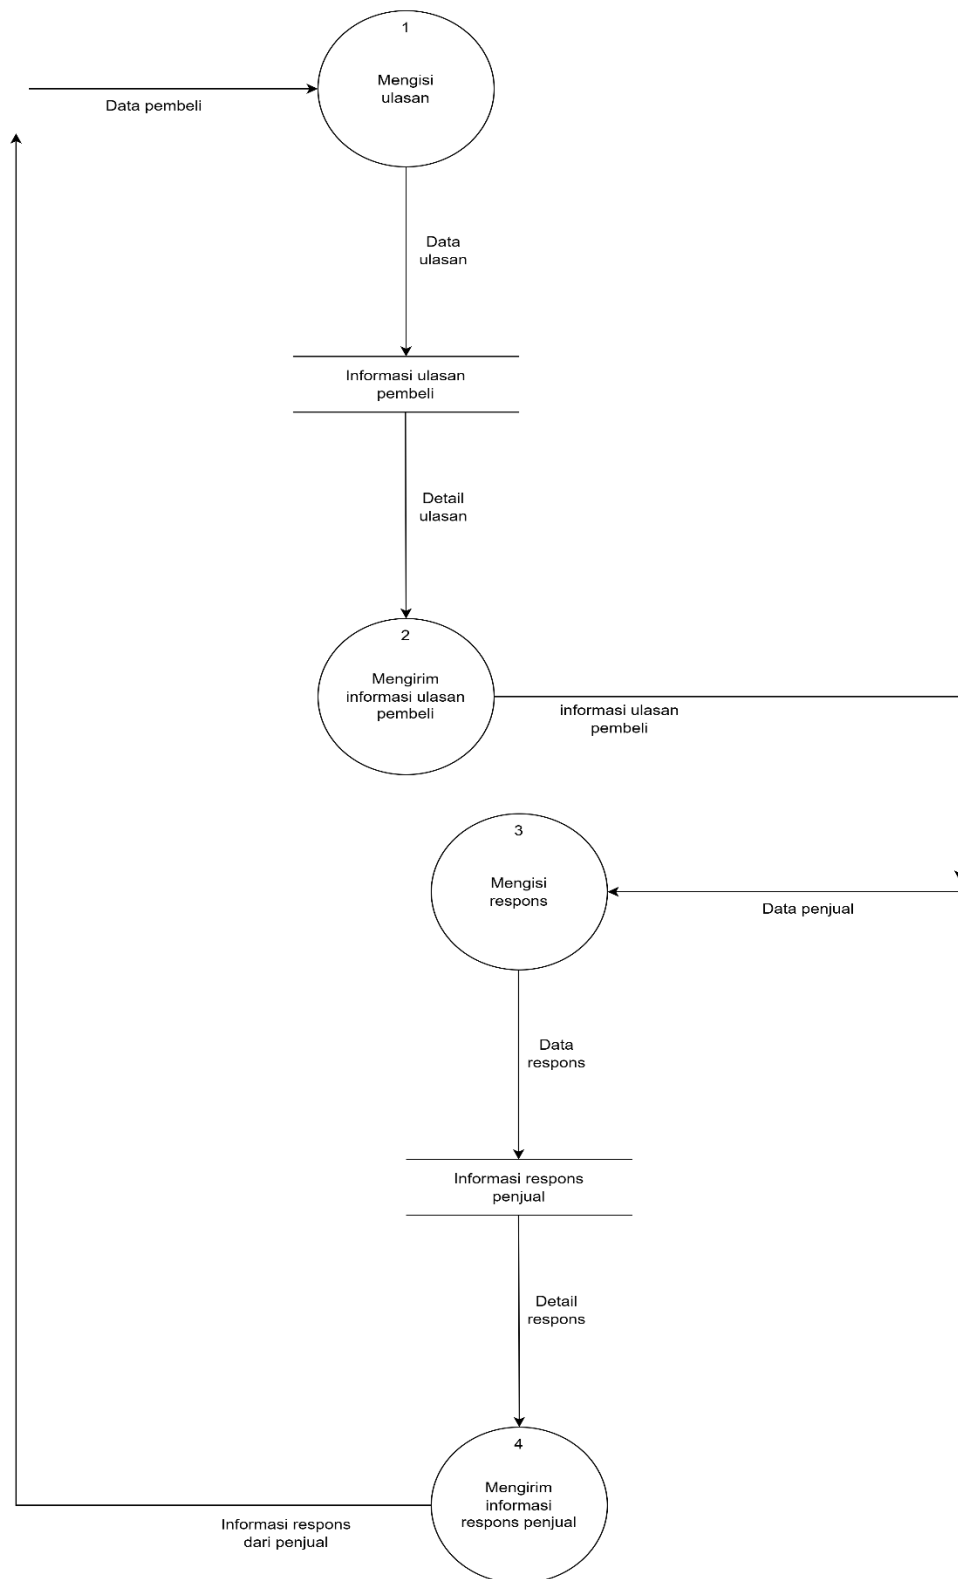 1
Mengisi
ulasan
Data pembeli
Data
ulasan
Informasi ulasan
pembeli
Detail
ulasan
2
Mengirim
informasi ulasan
pembeli
informasi ulasan
pembeli
3
Mengisi
respons
Data penjual
Data
respons
Informasi respons
penjual
Detail
respons
4
Mengirim
informasi
respons penjual
Informasi respons
dari penjual